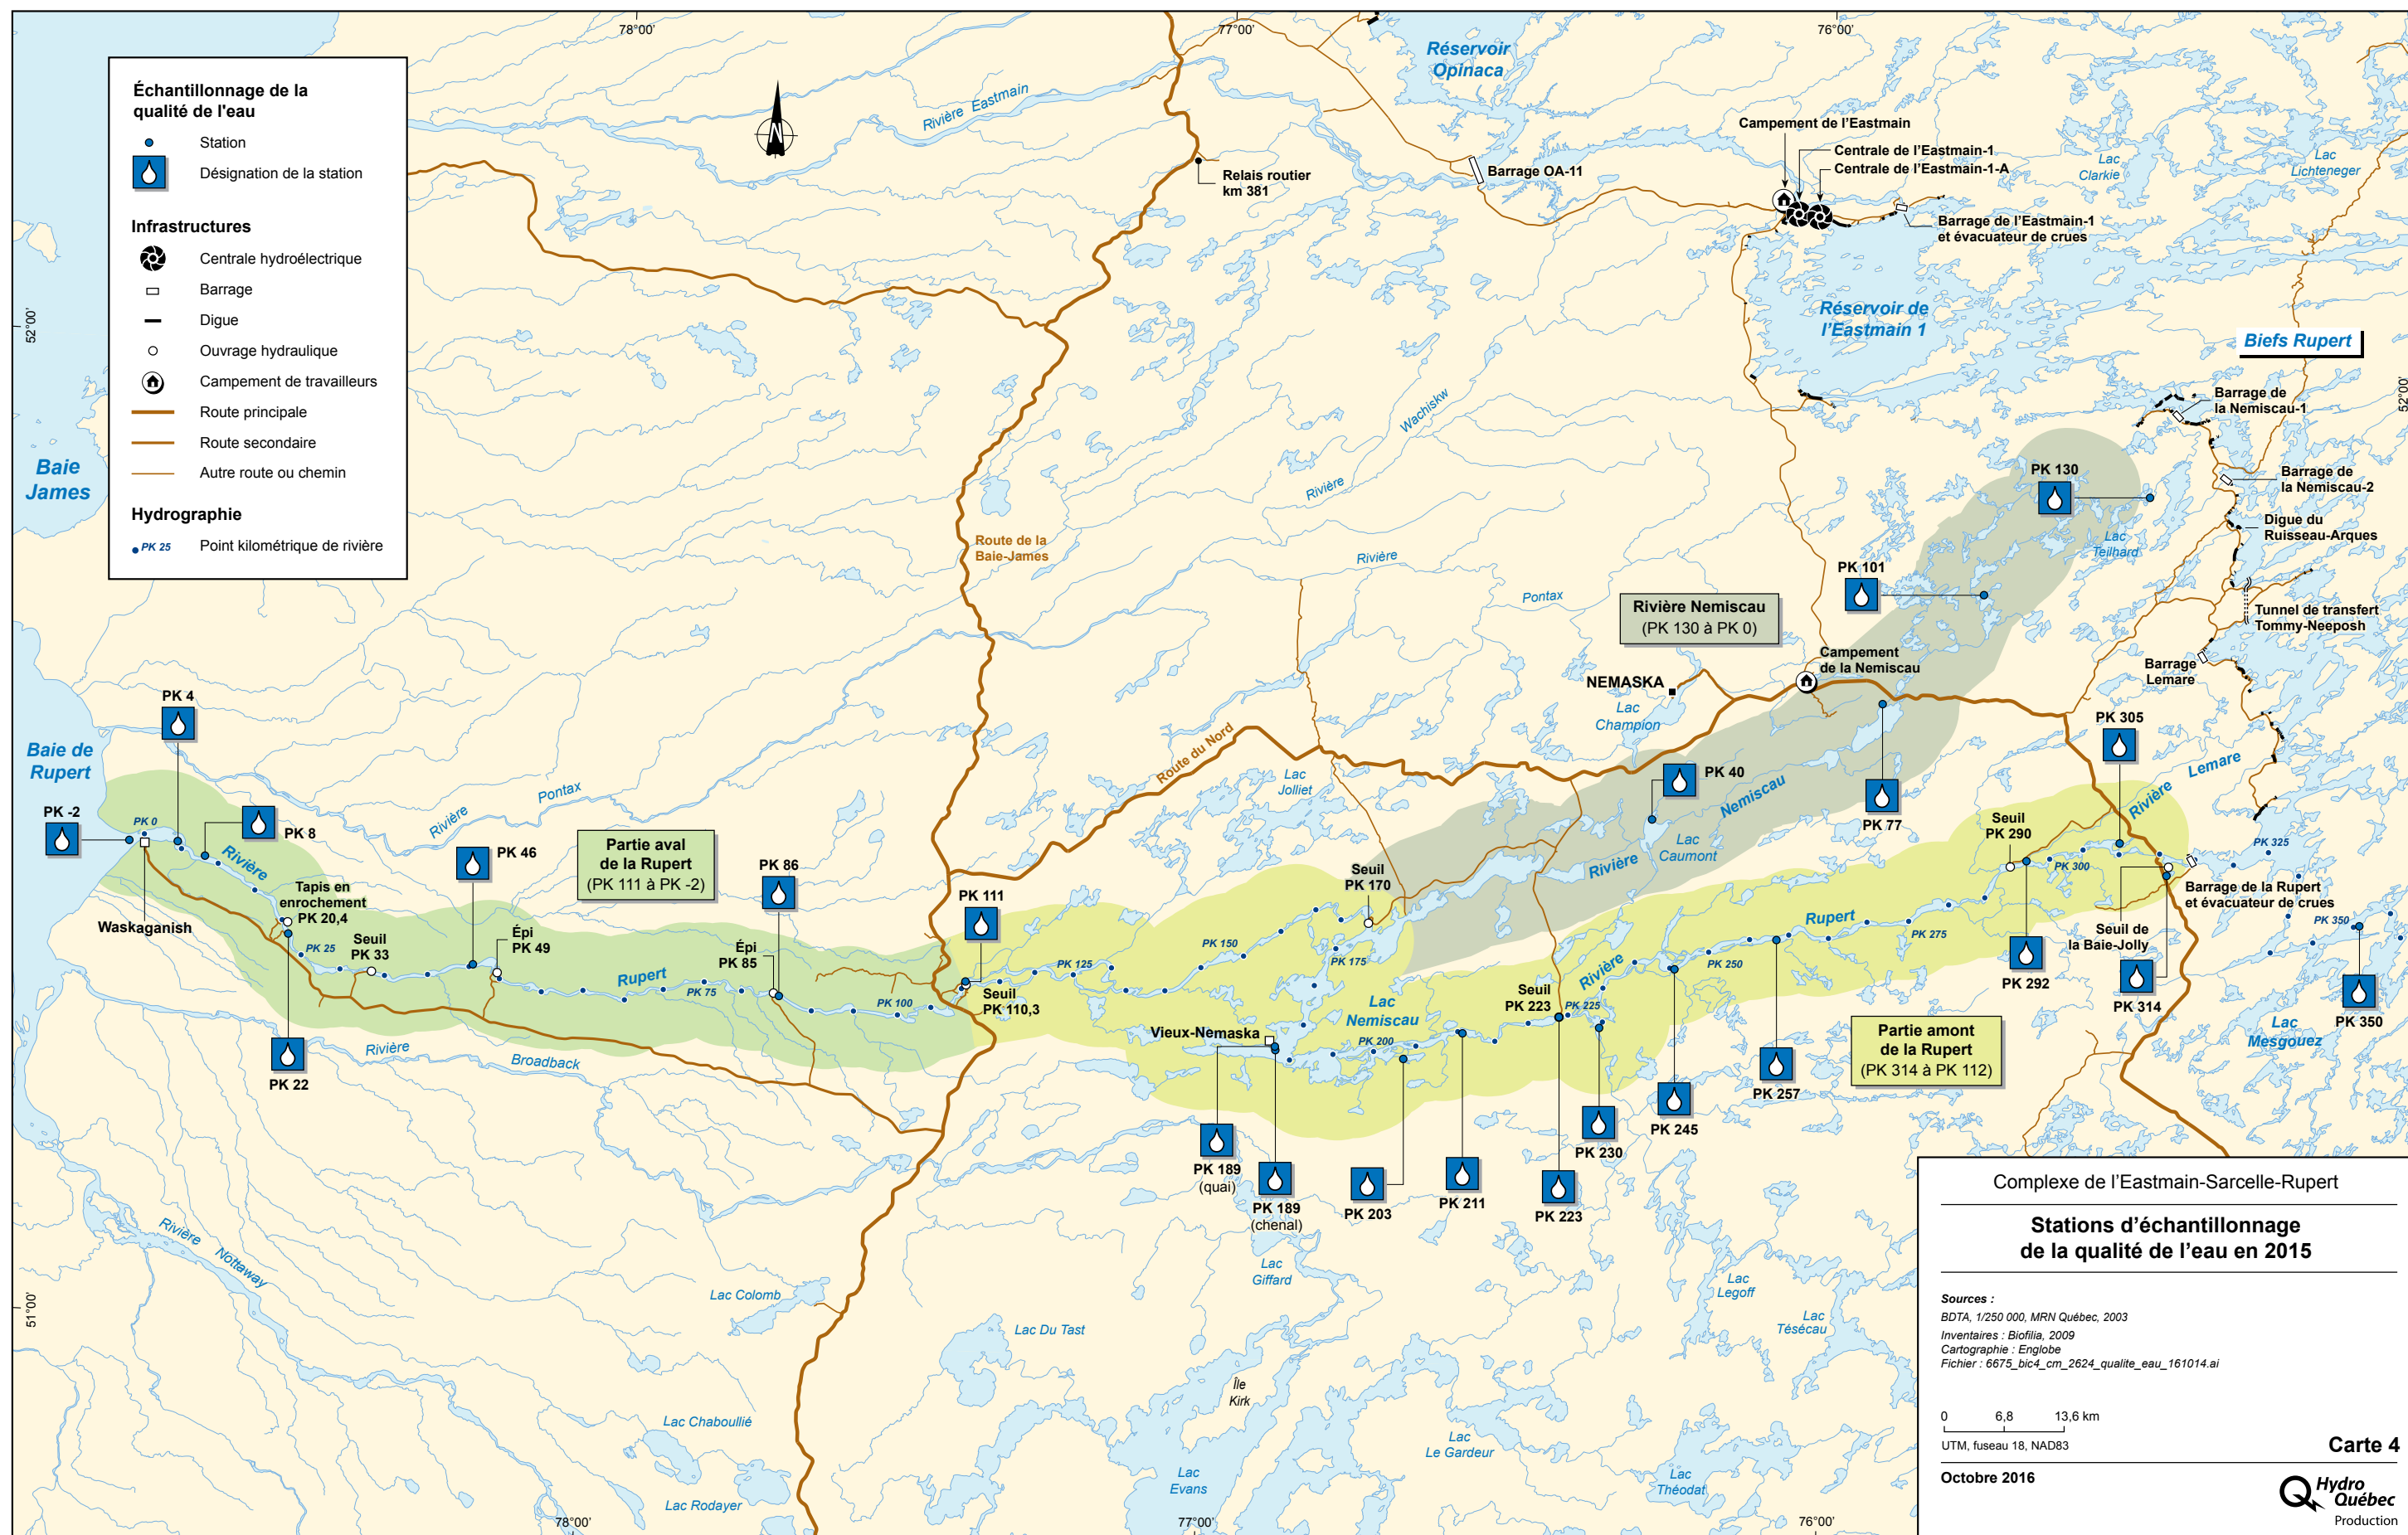 78°00'
77°00'
76°00'
Échantillonnage de la
qualité de l'eau
Station
Désignation de la station
Infrastructures
Centrale hydroélectrique
Barrage
Digue
Ouvrage hydraulique
Campement de travailleurs
Route principale
Route secondaire
Autre route ou chemin
Hydrographie
PK 25
Point kilométrique de rivière
N
Rivière Eastmain
Relais routier
km 381
Réservoir
Opinaca
Barrage OA-11
Campement de l'Eastmain
Centrale de l'Eastmain-1
Centrale de l'Eastmain-1-A
Barrage de l'Eastmain-1
et évacuateur de crues
Lac
Clarkie
Lac
Lichteneger
52°00'
52°00'
Réservoir de
l'Eastmain 1
Biefs Rupert
Barrage de
la Nemiscau-1
Barrage de
la Nemiscau-2
Digue du
Ruisseau-Arques
Tunnel de transfert
Tommy-Neeposh
Barrage
Lemare
Baie
James
Rivière
Wachiskw
Route de la
Baie-James
Rivière
Pontax
PK 130
Lac
Teilhard
PK 101
Rivière Nemiscau
(PK 130 à PK 0)
Campement
de la Nemiscau
NEMASKA
Lac
Champion
Route du Nord
Lac
Jolliet
PK 40
Rivière
Nemiscau
Lac
Caumont
PK 77
PK 305
Rivière
Lemare
Baie de
Rupert
PK 4
PK -2
PK 0
PK 8
Rivière
Rivière
Pontax
Waskaganish
Tapis en
enrochement
PK 20,4
PK 25
Seuil
PK 33
PK 22
PK 46
Épi
PK 49
Partie aval
de la Rupert
(PK 111 à PK -2)
Rupert
PK 75
Épi
PK 85
PK 86
PK 100
PK 111
Seuil
PK 110,3
PK 125
PK 150
Seuil
PK 170
PK 175
Lac
Nemiscau
Vieux-Nemaska
PK 200
PK 189
(quai)
PK 189
(chenal)
PK 203
PK 211
Seuil
PK 223
PK 223
PK 225
Rivière
PK 230
PK 245
PK 250
PK 257
Rupert
PK 275
Seuil
PK 290
PK 292
PK 300
Seuil de
la Baie-Jolly
PK 314
Barrage de la Rupert
et évacuateur de crues
PK 325
PK 350
PK 350
Lac
Mesgouez
Partie amont
de la Rupert
(PK 314 à PK 112)
Rivière
Broadback
Rivière
Nottaway
51°00'
Lac Colomb
Lac Du Tast
Lac
Giffard
Île
Kirk
Lac Chaboullié
Lac Rodayer
Lac
Evans
Lac
Le Gardeur
Lac
Théodat
Lac
Legoff
Lac
Tésécau
78°00'
77°00'
76°00'
Complexe de l'Eastmain-Sarcelle-Rupert
Stations d'échantillonnage
de la qualité de l'eau en 2015
Sources :
BDTA, 1/250 000, MRN Québec, 2003
Inventaires : Biofilia, 2009
Cartographie : Englobe
Fichier : 6675_bic4_cm_2624_qualite_eau_161014.ai
0 6,8 13,6 km
UTM, fuseau 18, NAD83
Carte 4
Octobre 2016
Hydro
Québec
Production